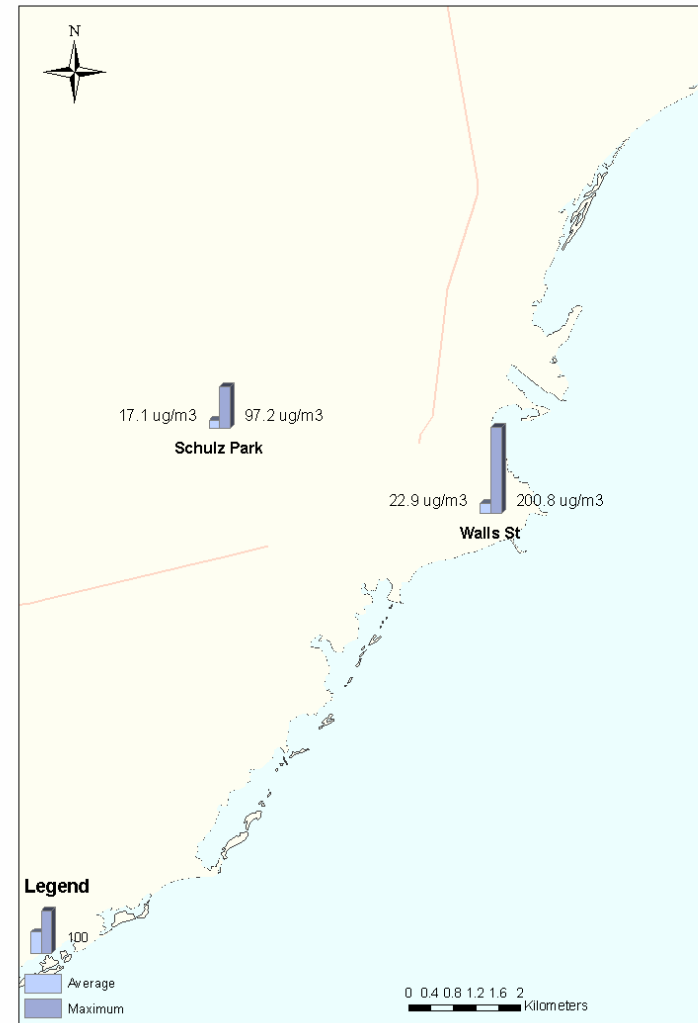 N
17.1 ug/m3 97.2 ug/m3
Schulz Park
22.9 ug/m3 200.8 ug/m3
Walls St
Legend
100
Average
Maximum
0 0.4 0.8 1.2 1.6 2
Kilometers